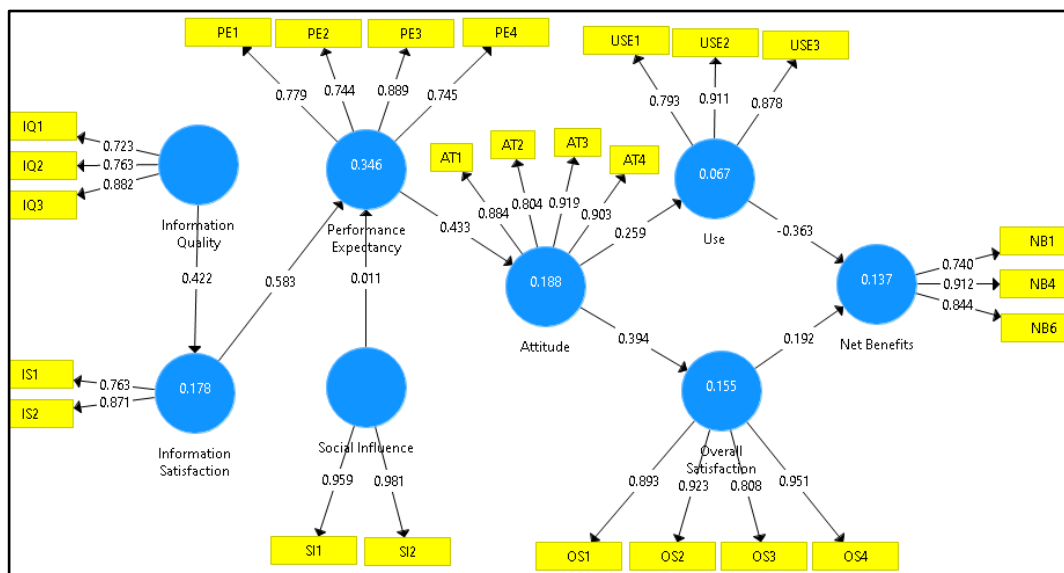 PE1
PE2
PE3
PE4
USE1
USE2
USE3
0.779
0.744
0.889
0.745
0.793
0.911
0.878
IQ1
IQ2
IQ3
0.723
0.763
0.882
Information
Quality
0.346
Performance
Expectancy
AT1
AT2
AT3
AT4
0.884
0.804
0.919
0.903
0.067
Use
0.422
0.583
0.011
0.433
0.259
-0.363
0.188
Attitude
0.137
Net Benefits
0.740
0.912
0.844
NB1
NB4
NB6
0.394
0.192
IS1
IS2
0.763
0.871
0.178
Information
Satisfaction
Social Influence
0.155
Overall
Satisfaction
0.959
0.981
SI1
SI2
0.893
0.923
0.808
0.951
OS1
OS2
OS3
OS4